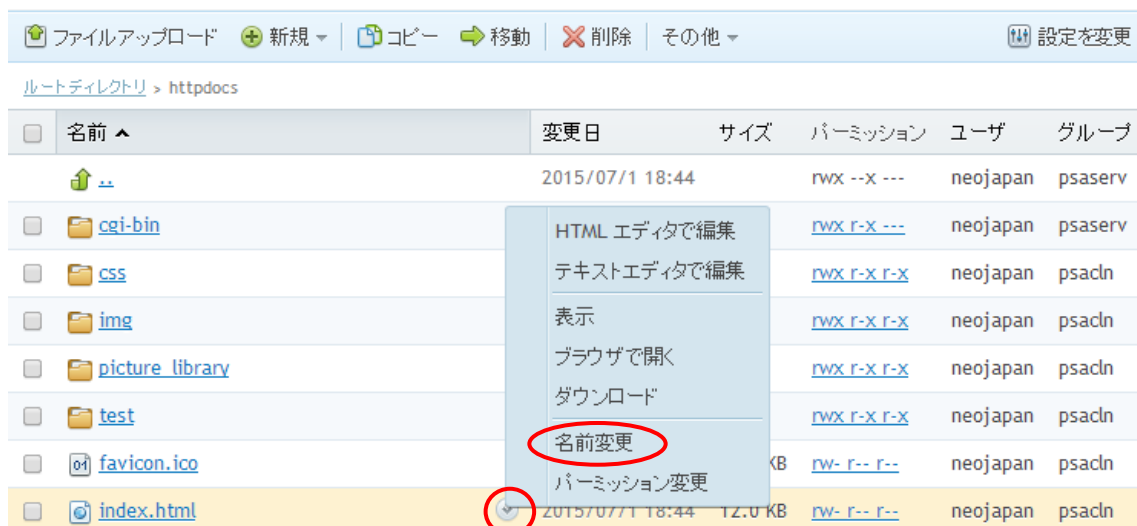 ファイルアップロード 新規 コピー 移動 削除 その他 設定を変更
ルートディレクトリ > httpdocs
名前 変更日 サイズ パーミッション ユーザ グループ
.. 2015/07/1 18:44 rwx --x --- neojapan psaserv
cgi-bin HTML エディタで編集 rwx r-x --- neojapan psaserv
css テキストエディタで編集 rwx r-x r-x neojapan psacln
img 表示 rwx r-x r-x neojapan psacln
picture_library ブラウザで開く rwx r-x r-x neojapan psacln
ダウンロード
test rwx r-x r-x neojapan psacln
名前変更
favicon.ico KB rw- r-- r-- neojapan psacln
パーミッション変更
index.html 2015/07/1 18:44 12.0 KB rw- r-- r-- neojapan psacln